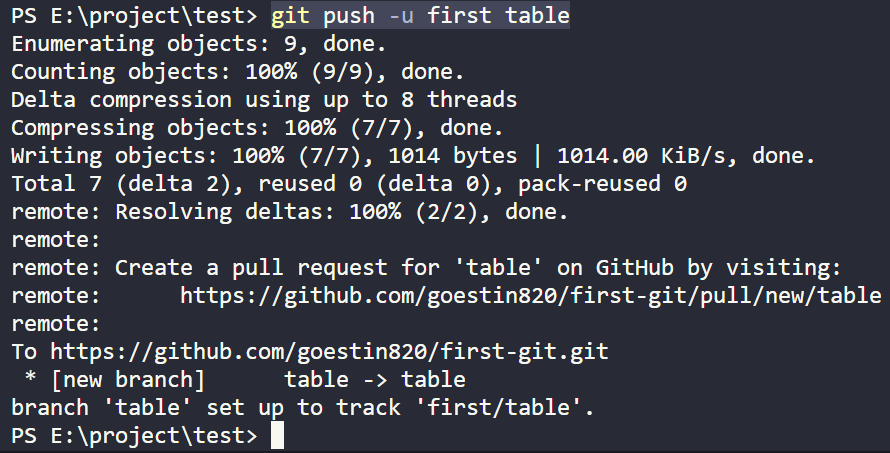 PS E:\project\test> git push -u first table
Enumerating objects: 9, done.
Counting objects: 100% (9/9), done.
Delta compression using up to 8 threads
Compressing objects: 100% (7/7), done.
Writing objects: 100% (7/7), 1014 bytes | 1014.00 KiB/s, done.
Total 7 (delta 2), reused 0 (delta 0), pack-reused 0
remote: Resolving deltas: 100% (2/2), done.
remote:
remote: Create a pull request for 'table' on GitHub by visiting:
remote:      https://github.com/goestin820/first-git/pull/new/table
remote:
To https://github.com/goestin820/first-git.git
 * [new branch]      table -> table
branch 'table' set up to track 'first/table'.
PS E:\project\test>